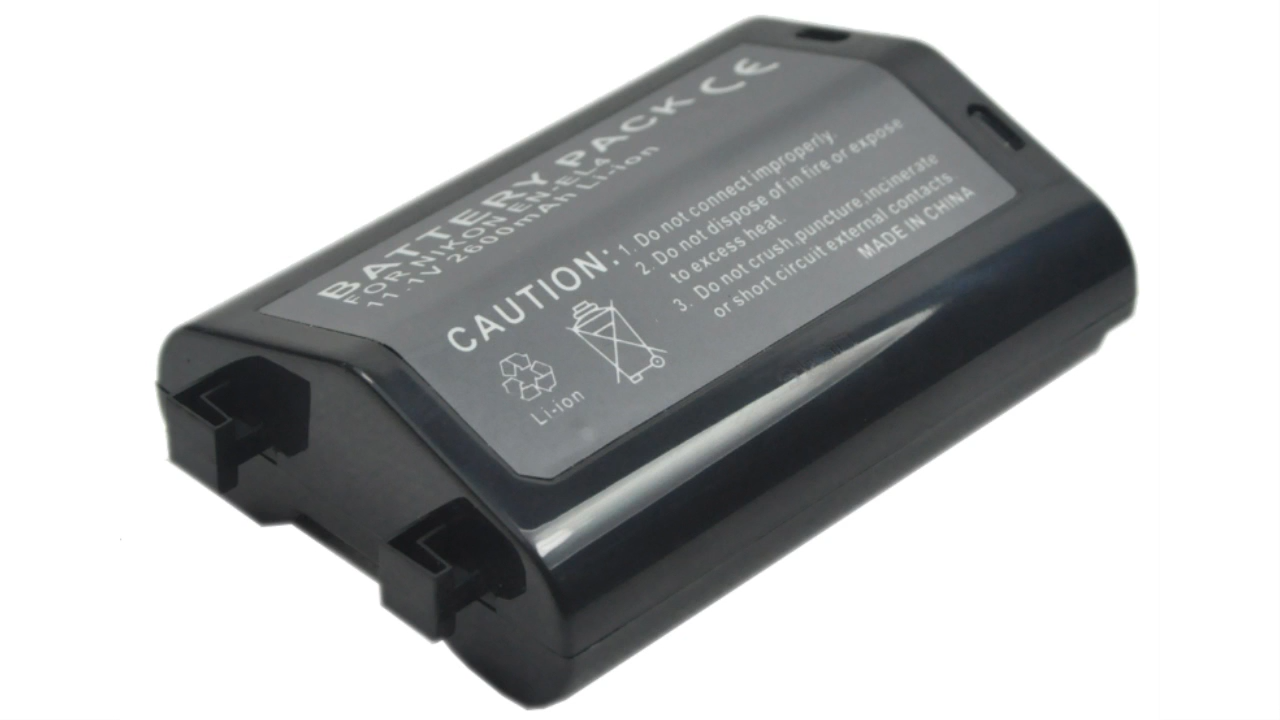 BATTERY PACK CE
FOR NIKON EN-EL4
11.1V 2600mAh Li-ion
CAUTION: 1. Do not connect improperly.
2. Do not dispose of in fire or expose
to excess heat.
3. Do not crush,puncture,incinerate
or short circuit external contacts
MADE IN CHINA
Li-ion